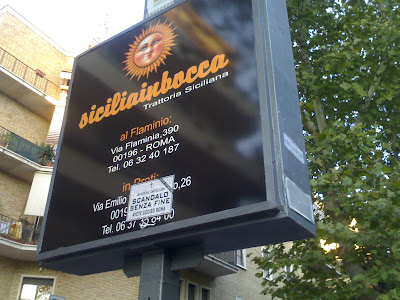 siciliainbocca
Trattoria Siciliana
al Flaminio:
Via Flaminia,390
00196 - ROMA
Tel. 06 32 40 187
in Prati:
Via Emilio
SCANDALO
SENZA FINE
Tel. 06 37